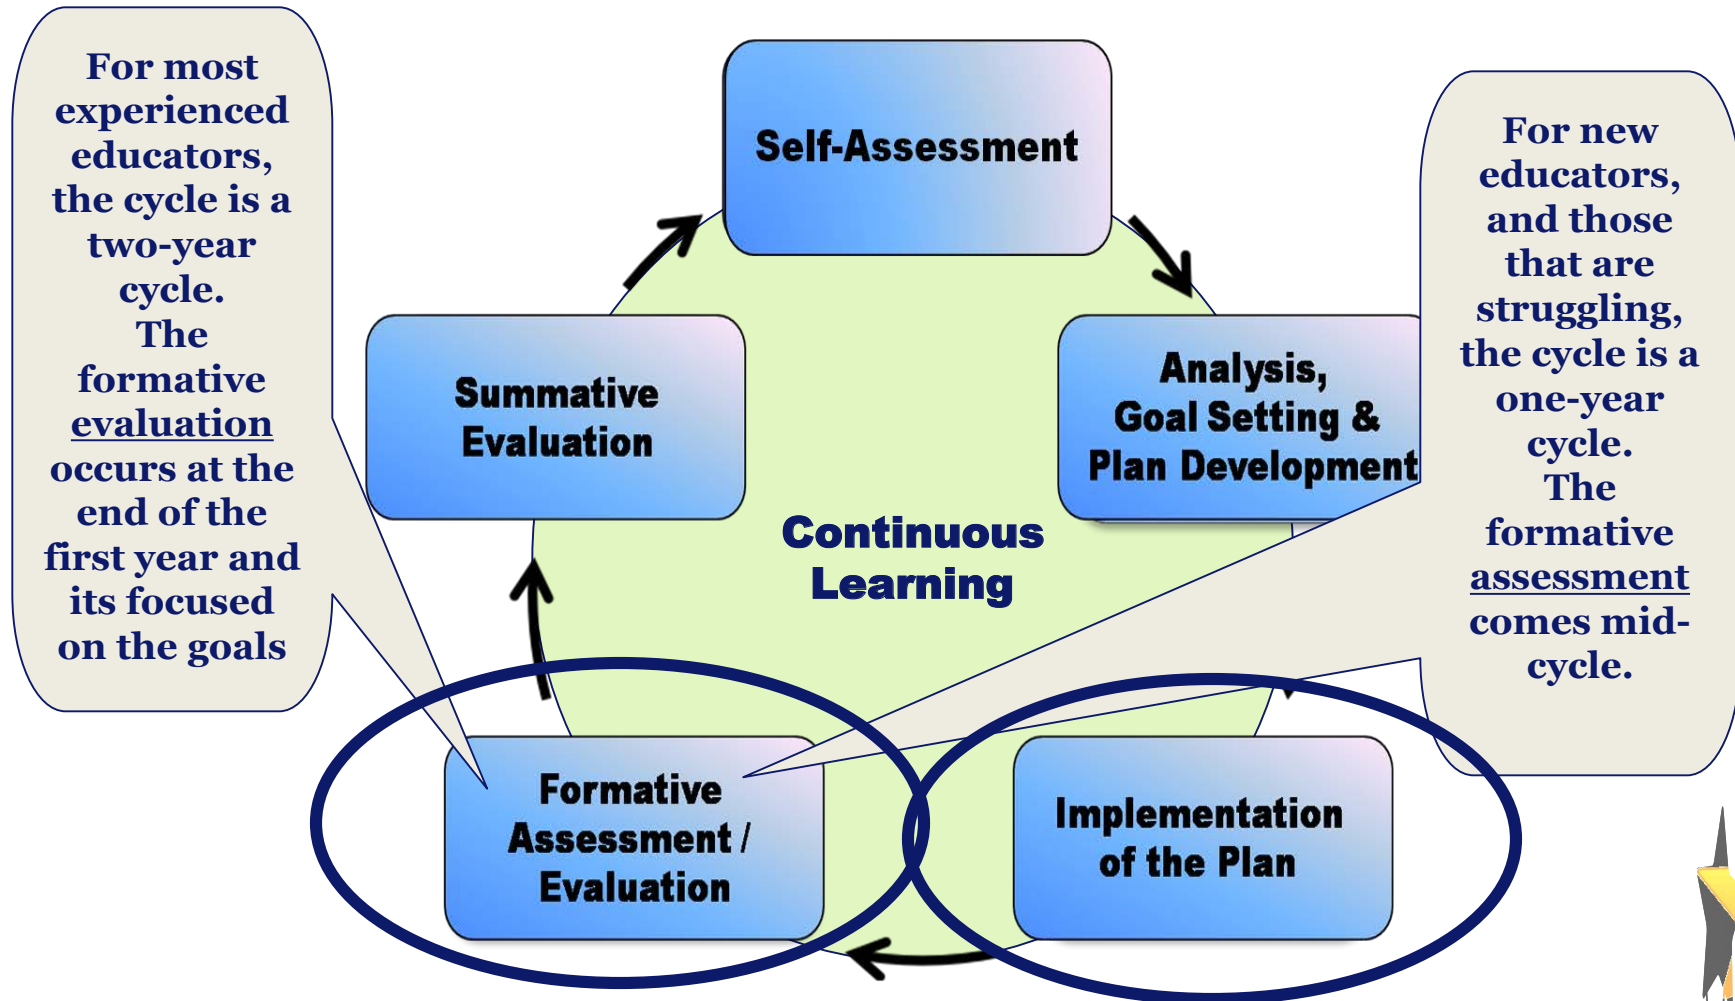 For most
experienced
educators,
the cycle is a
two-year
cycle.
The
formative
evaluation
occurs at the
end of the
first year and
its focused
on the goals
Self-Assessment
For new
educators,
and those
that are
struggling,
the cycle is a
one-year
cycle.
The
formative
assessment
comes mid-
cycle.
Summative
Evaluation
Analysis,
Goal Setting &
Plan Development
Continuous
Learning
Formative
Assessment /
Evaluation
Implementation
of the Plan